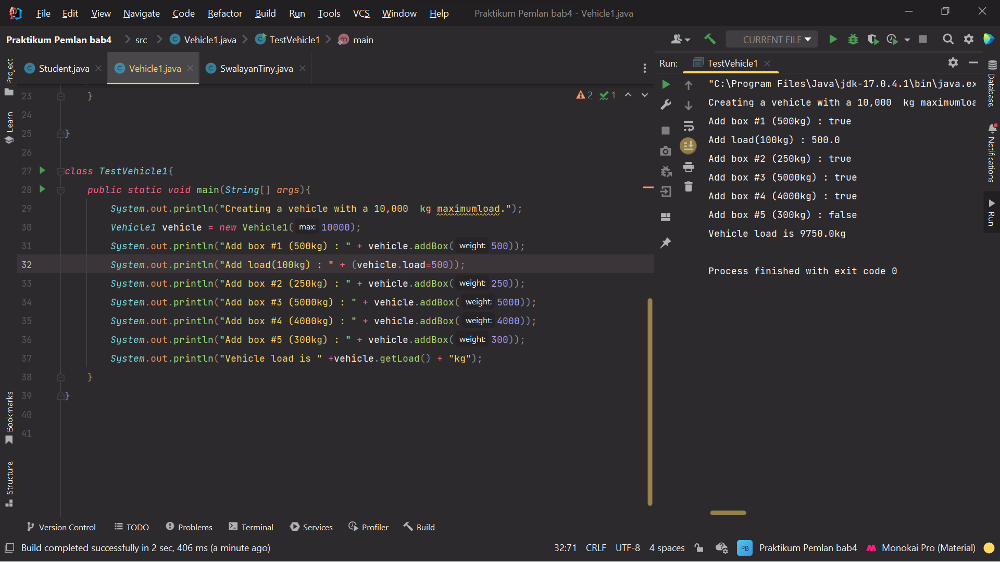 File Edit View Navigate Code Refactor Build Run Tools VCS Window Help Praktikum Pemlan bab4 - Vehicle1.java
Praktikum Pemlan bab4 src Vehicle1.java TestVehicle1 m main CURRENT FILE
Project
Learn
Bookmarks
Structure
Student.java Vehicle1.java SwalayanTiny.java
2 1
23 }
24
25 }
26
27 class TestVehicle1{
28 public static void main(String[] args){
29 System.out.println("Creating a vehicle with a 10,000  kg maximumload.");
30 Vehicle1 vehicle = new Vehicle1( max: 10000);
31 System.out.println("Add box #1 (500kg) : " + vehicle.addBox( weight: 500));
32 System.out.println("Add load(100kg) : " + (vehicle.load=500));
33 System.out.println("Add box #2 (250kg) : " + vehicle.addBox( weight: 250));
34 System.out.println("Add box #3 (5000kg) : " + vehicle.addBox( weight: 5000));
35 System.out.println("Add box #4 (4000kg) : " + vehicle.addBox( weight: 4000));
36 System.out.println("Add box #5 (300kg) : " + vehicle.addBox( weight: 300));
37 System.out.println("Vehicle load is " +vehicle.getLoad() + "kg");
38 }
39 }
40
41
Run: TestVehicle1
"C:\Program Files\Java\jdk-17.0.4.1\bin\java.ex
Creating a vehicle with a 10,000  kg maximumloa
Add box #1 (500kg) : true
Add load(100kg) : 500.0
Add box #2 (250kg) : true
Add box #3 (5000kg) : true
Add box #4 (4000kg) : true
Add box #5 (300kg) : false
Vehicle load is 9750.0kg
Process finished with exit code 0
Database
Notifications
Run
Version Control TODO Problems Terminal Services Profiler Build
Build completed successfully in 2 sec, 406 ms (a minute ago) 32:71 CRLF UTF-8 4 spaces PB Praktikum Pemlan bab4 Monokai Pro (Material)